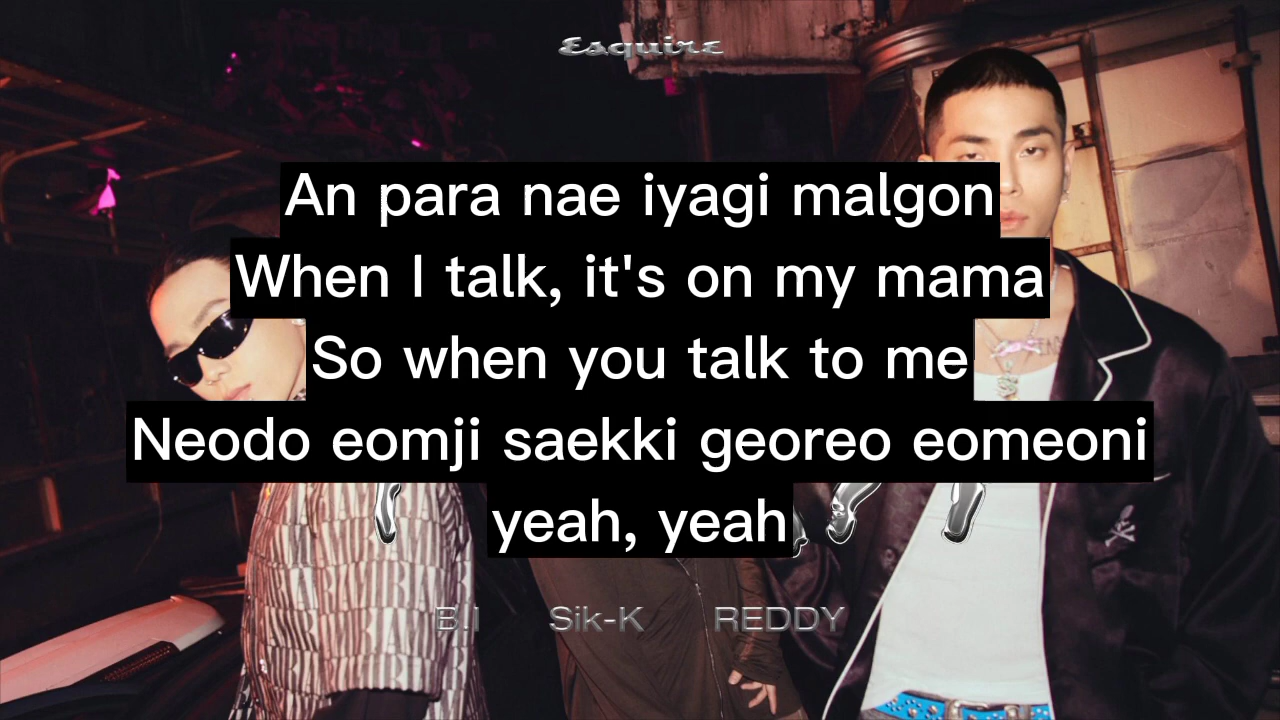 Esquire
An para nae iyagi malgon
When I talk, it's on my mama
So when you talk to me
Neodo eomji saekki georeo eomeoni
yeah, yeah
B.I Sik-K REDDY